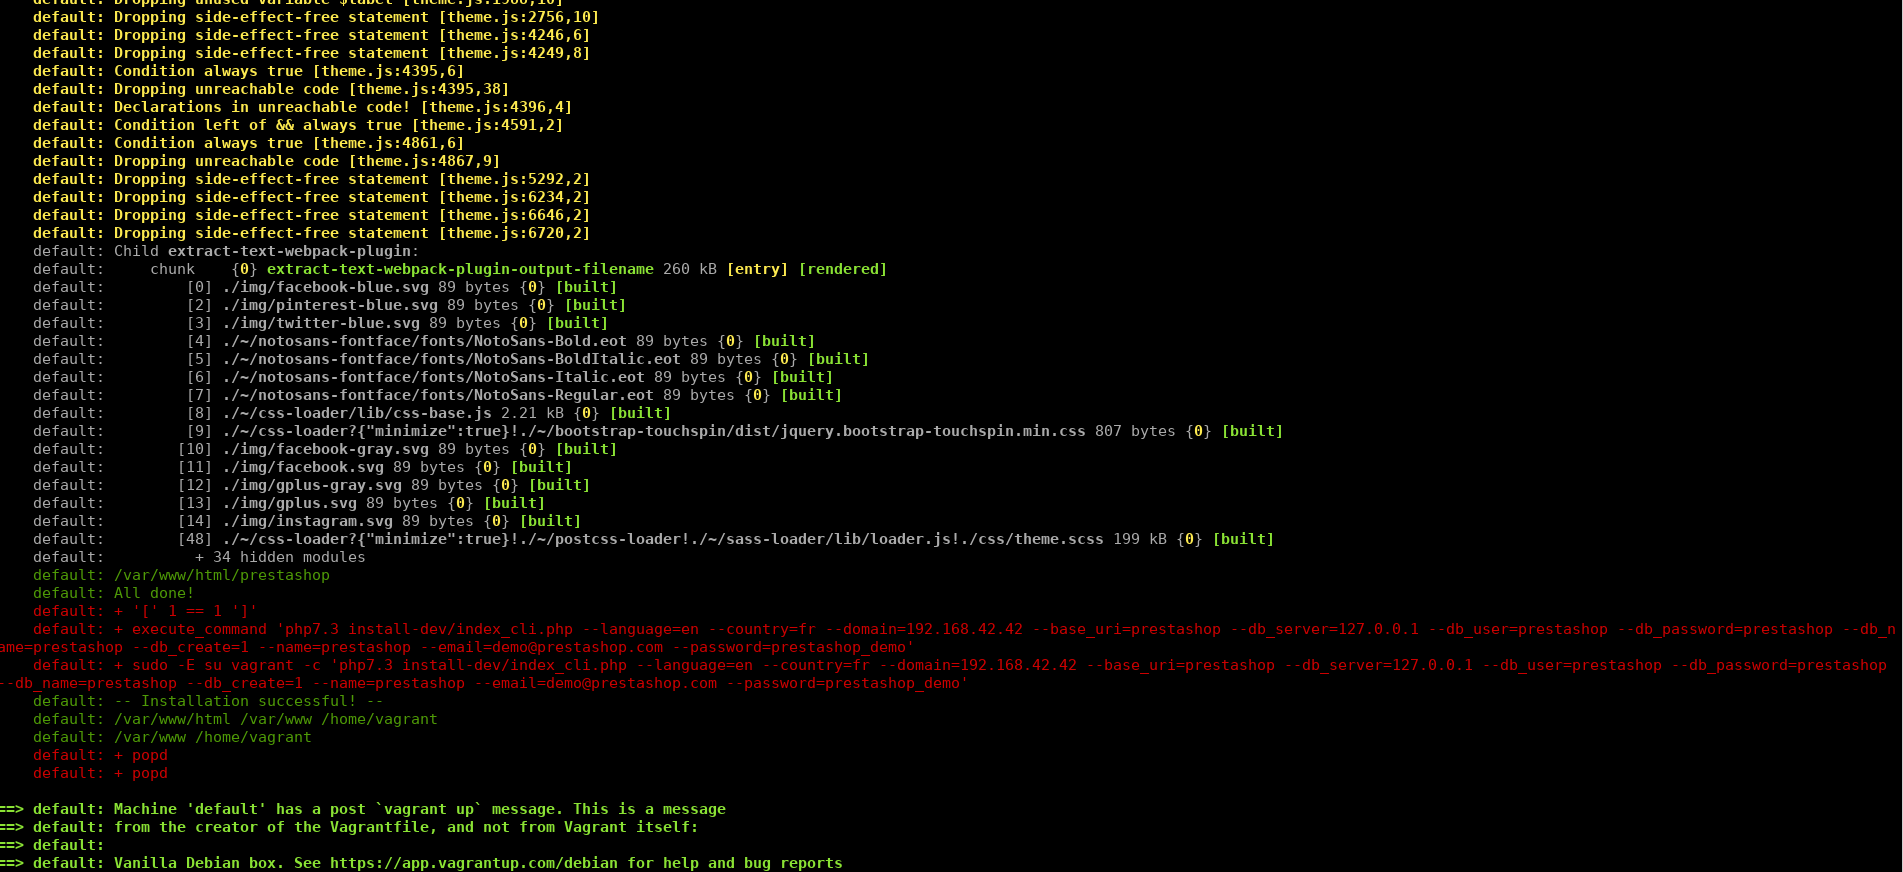 default: Dropping unused variable $label [theme.js:1966,10]
default: Dropping side-effect-free statement [theme.js:2756,10]
default: Dropping side-effect-free statement [theme.js:4246,6]
default: Dropping side-effect-free statement [theme.js:4249,8]
default: Condition always true [theme.js:4395,6]
default: Dropping unreachable code [theme.js:4395,38]
default: Declarations in unreachable code! [theme.js:4396,4]
default: Condition left of && always true [theme.js:4591,2]
default: Condition always true [theme.js:4861,6]
default: Dropping unreachable code [theme.js:4867,9]
default: Dropping side-effect-free statement [theme.js:5292,2]
default: Dropping side-effect-free statement [theme.js:6234,2]
default: Dropping side-effect-free statement [theme.js:6646,2]
default: Dropping side-effect-free statement [theme.js:6720,2]
default: Child extract-text-webpack-plugin:
default:     chunk    {0} extract-text-webpack-plugin-output-filename 260 kB [entry] [rendered]
default:         [0] ./img/facebook-blue.svg 89 bytes {0} [built]
default:         [2] ./img/pinterest-blue.svg 89 bytes {0} [built]
default:         [3] ./img/twitter-blue.svg 89 bytes {0} [built]
default:         [4] ./~/notosans-fontface/fonts/NotoSans-Bold.eot 89 bytes {0} [built]
default:         [5] ./~/notosans-fontface/fonts/NotoSans-BoldItalic.eot 89 bytes {0} [built]
default:         [6] ./~/notosans-fontface/fonts/NotoSans-Italic.eot 89 bytes {0} [built]
default:         [7] ./~/notosans-fontface/fonts/NotoSans-Regular.eot 89 bytes {0} [built]
default:         [8] ./~/css-loader/lib/css-base.js 2.21 kB {0} [built]
default:         [9] ./~/css-loader?{"minimize":true}!./~/bootstrap-touchspin/dist/jquery.bootstrap-touchspin.min.css 807 bytes {0} [built]
default:        [10] ./img/facebook-gray.svg 89 bytes {0} [built]
default:        [11] ./img/facebook.svg 89 bytes {0} [built]
default:        [12] ./img/gplus-gray.svg 89 bytes {0} [built]
default:        [13] ./img/gplus.svg 89 bytes {0} [built]
default:        [14] ./img/instagram.svg 89 bytes {0} [built]
default:        [48] ./~/css-loader?{"minimize":true}!./~/postcss-loader!./~/sass-loader/lib/loader.js!./css/theme.scss 199 kB {0} [built]
default:          + 34 hidden modules
default: /var/www/html/prestashop
default: All done!
default: + '[' 1 == 1 ']'
default: + execute_command 'php7.3 install-dev/index_cli.php --language=en --country=fr --domain=192.168.42.42 --base_uri=prestashop --db_server=127.0.0.1 --db_user=prestashop --db_password=prestashop --db_n
ame=prestashop --db_create=1 --name=prestashop --email=demo@prestashop.com --password=prestashop_demo'
default: + sudo -E su vagrant -c 'php7.3 install-dev/index_cli.php --language=en --country=fr --domain=192.168.42.42 --base_uri=prestashop --db_server=127.0.0.1 --db_user=prestashop --db_password=prestashop
--db_name=prestashop --db_create=1 --name=prestashop --email=demo@prestashop.com --password=prestashop_demo'
default: -- Installation successful! --
default: /var/www/html /var/www /home/vagrant
default: /var/www /home/vagrant
default: + popd
default: + popd
==> default: Machine 'default' has a post `vagrant up` message. This is a message
==> default: from the creator of the Vagrantfile, and not from Vagrant itself:
==> default:
==> default: Vanilla Debian box. See https://app.vagrantup.com/debian for help and bug reports